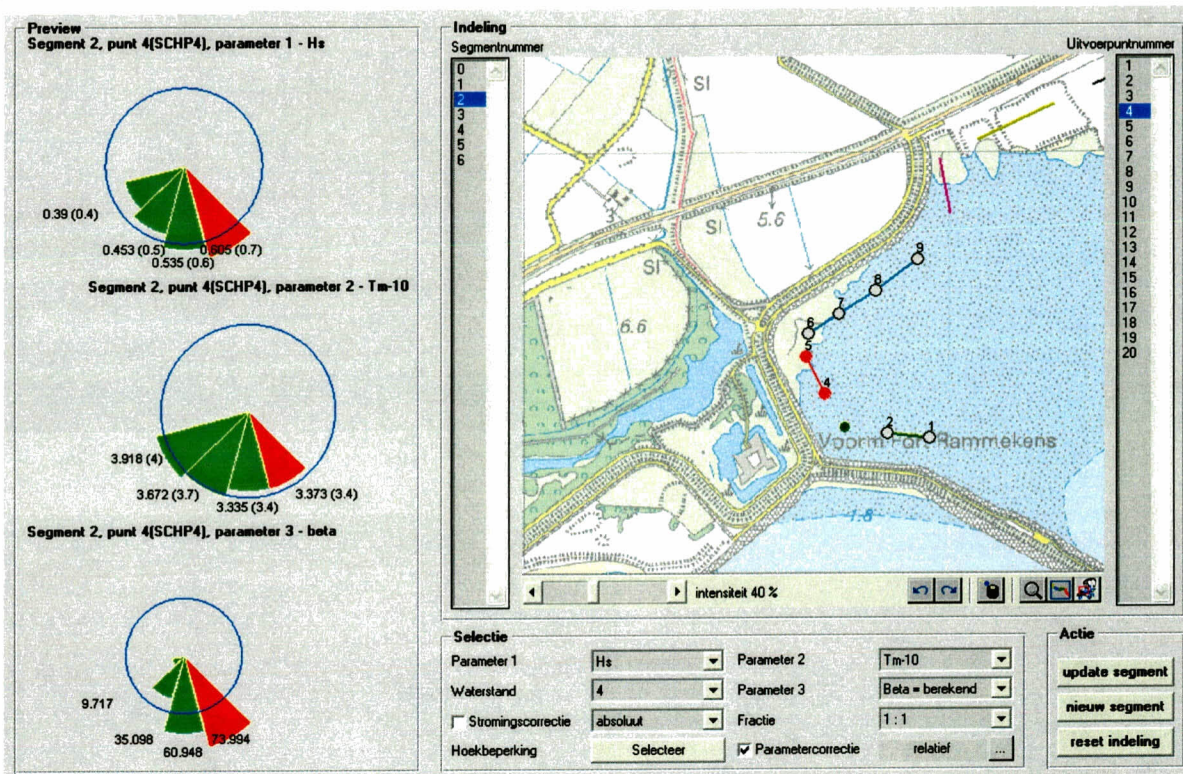 Preview
Segment 2, punt 4(SCHP4), parameter 1 - Hs
0.39 (0.4)
0.453 (0.5)
0.535 (0.6)
0.605 (0.7)
Segment 2, punt 4(SCHP4), parameter 2 - Tm-10
3.918 (4)
3.672 (3.7)
3.335 (3.4)
3.373 (3.4)
Segment 2, punt 4(SCHP4), parameter 3 - beta
9.717
35.098
60.948
73.994
Indeling
Segmentnummer
0
1
2
3
4
5
6
SI
SI
SI
5.6
6.6
3
9
8
7
6
5
4
2
1
Fort Rammekens
1.8
Uitvoerpuntnummer
1
2
3
4
5
6
7
8
9
10
11
12
13
14
15
16
17
18
19
20
intensiteit 40 %
Selectie
Parameter 1 Hs Parameter 2 Tm-10
Waterstand 4 Parameter 3 Beta = berekend
Stromingscorrectie absoluut Fractie 1 : 1
Hoekbeperking Selecteer Parametercorrectie relatief ...
Actie
update segment
nieuw segment
reset indeling